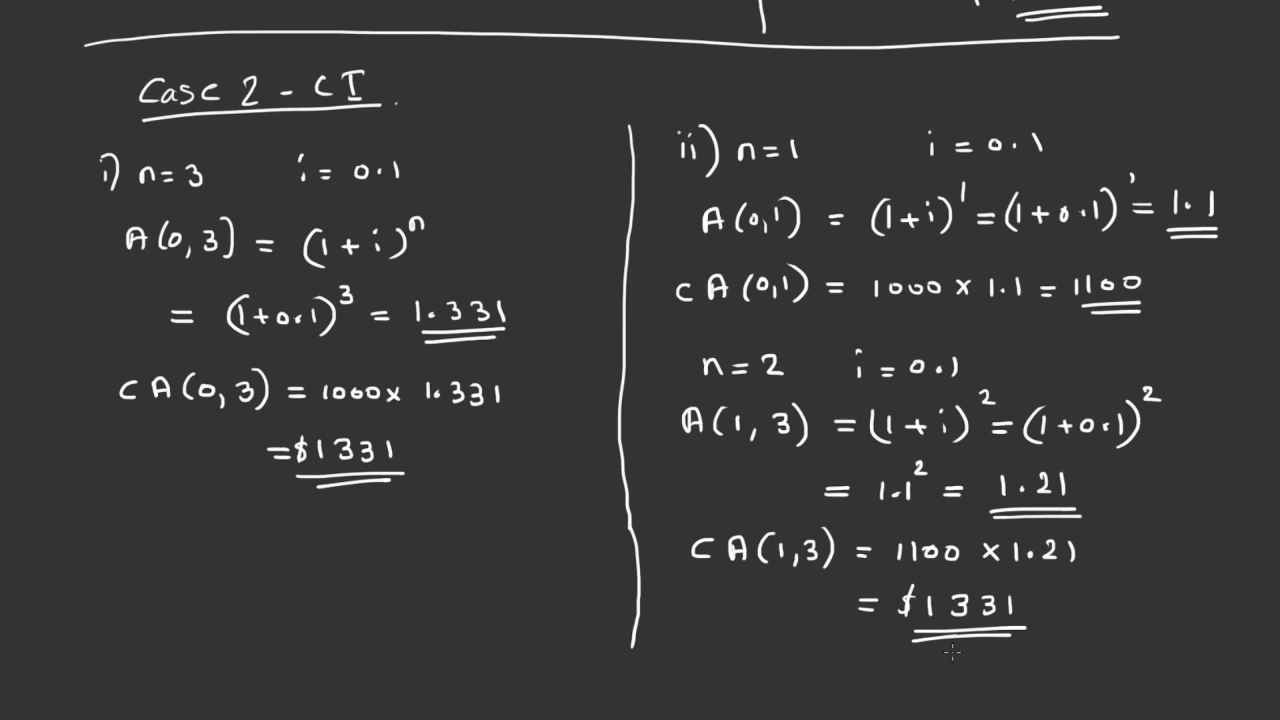 Case 2 - CI
i) n = 3 i = 0.1
A(0, 3] = (1 + i)^n
= (1+0.1)^3 = 1.331
CA(0, 3) = 1000 × 1.331
= $1331
ii) n = 1 i = 0.1
A(0,1) = (1+i)^1 = (1+0.1)^1 = 1.1
CA(0,1) = 1000 × 1.1 = 1100
n = 2 i = 0.1
A(1, 3) = (1 + i)^2 = (1+0.1)^2
= 1.1^2 = 1.21
CA(1,3) = 1100 × 1.21
= $1331